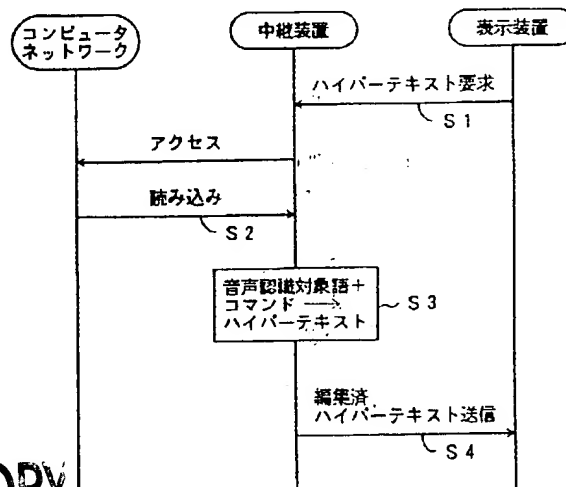 コンピュータ
ネットワーク
中継装置
表示装置
ハイパーテキスト要求
S1
アクセス
読み込み
S2
音声認識対象語+
コマンド →
ハイパーテキスト
S3
編集済
ハイパーテキスト送信
S4
OPY